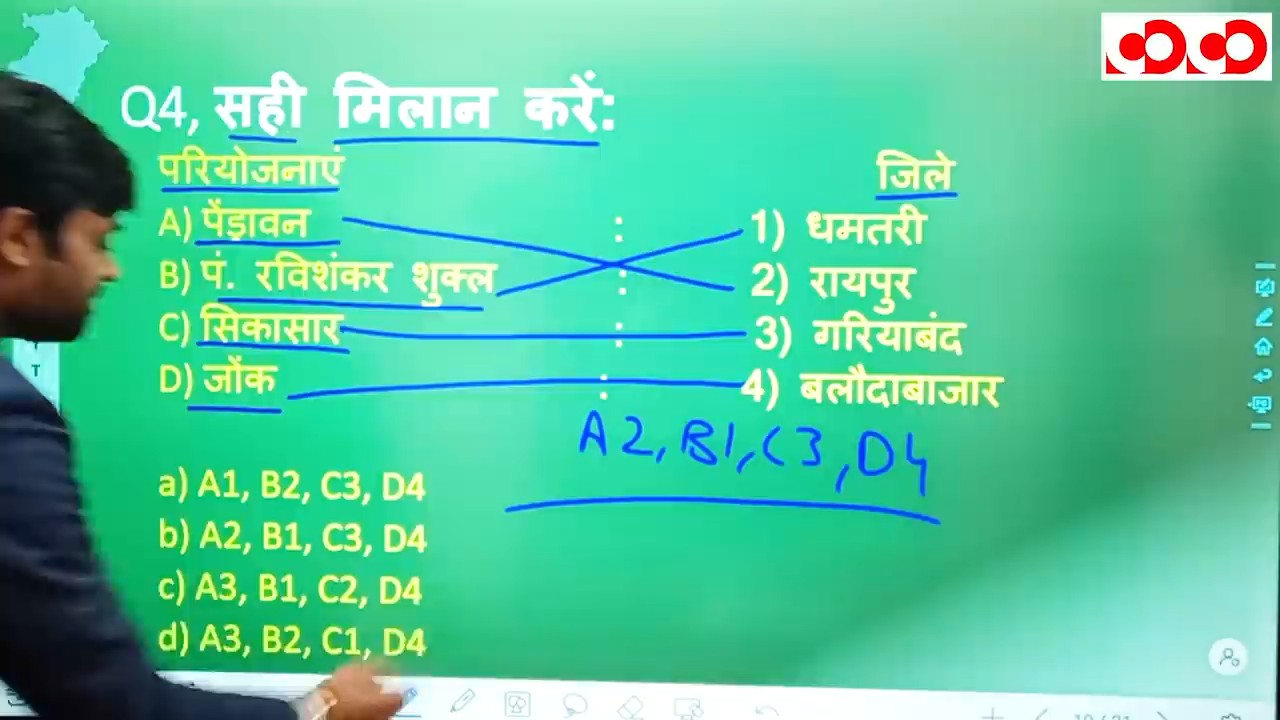 Q4, सही मिलान करें:
परियोजनाएं जिले
A) पेंड्रावन : 1) धमतरी
B) पं. रविशंकर शुक्ल : 2) रायपुर
C) सिकासार : 3) गरियाबंद
D) जोंक : 4) बलौदाबाजार
A2, B1, C3, D4
a) A1, B2, C3, D4
b) A2, B1, C3, D4
c) A3, B1, C2, D4
d) A3, B2, C1, D4
T